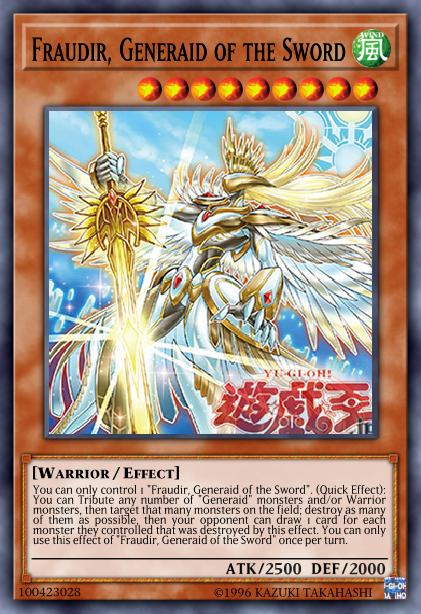 FRAUDIR, GENERAID OF THE SWORD
WIND
風
YU-GI-OH!
遊戯王
[WARRIOR / EFFECT]
You can only control 1 "Fraudir, Generaid of the Sword". (Quick Effect):
You can Tribute any number of "Generaid" monsters and/or Warrior
monsters, then target that many monsters on the field; destroy as many
of them as possible, then your opponent can draw 1 card for each
monster they controlled that was destroyed by this effect. You can only
use this effect of "Fraudir, Generaid of the Sword" once per turn.
ATK/2500 DEF/2000
100423028
©1996 KAZUKI TAKAHASHI